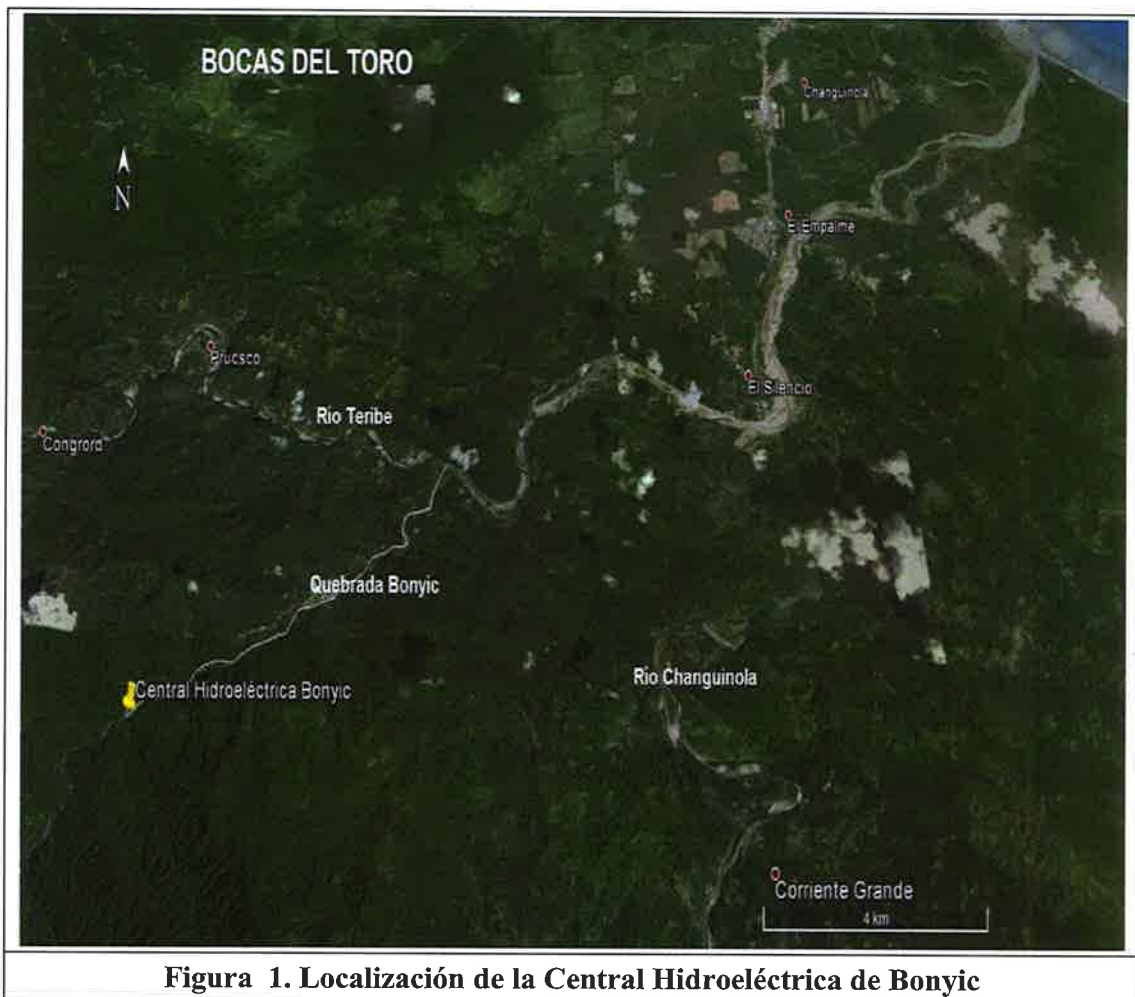 BOCAS DEL TORO
Changuinola
N
El Empalme
Prucsco
El Silencio
Río Teribe
Congrord
Quebrada Bonyic
Río Changuinola
Central Hidroeléctrica Bonyic
Corriente Grande
4 km
Figura 1. Localización de la Central Hidroeléctrica de Bonyic